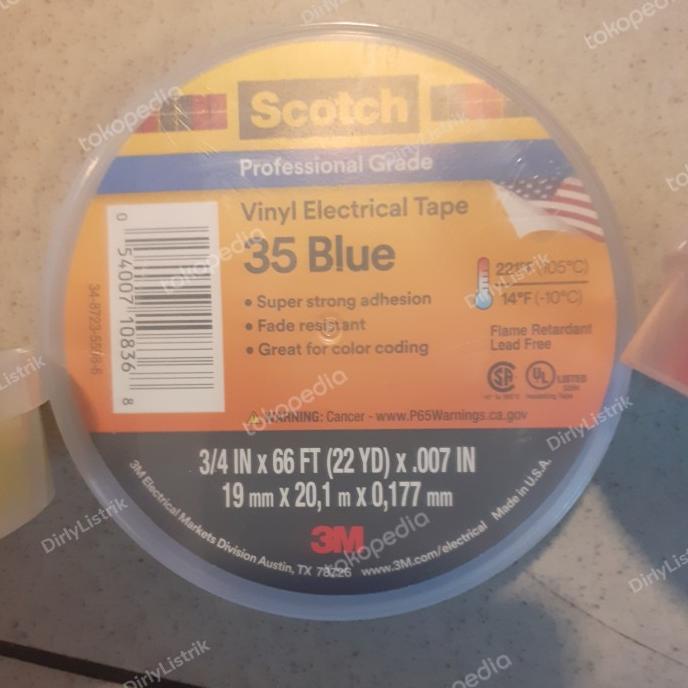 Scotch
Professional Grade
Vinyl Electrical Tape
35 Blue
• Super strong adhesion
• Fade resistant
• Great for color coding
221°F (105°C)
14°F (-10°C)
Flame Retardant
Lead Free
LISTED
Insulating Tape
0 54007 10836 8
WARNING: Cancer - www.P65Warnings.ca.gov
3/4 IN x 66 FT (22 YD) x .007 IN
19 mm x 20,1 m x 0,177 mm
3M
3M Electrical Markets Division Austin, TX 78726 www.3M.com/electrical Made in U.S.A.
tokopedia
DirlyListrik